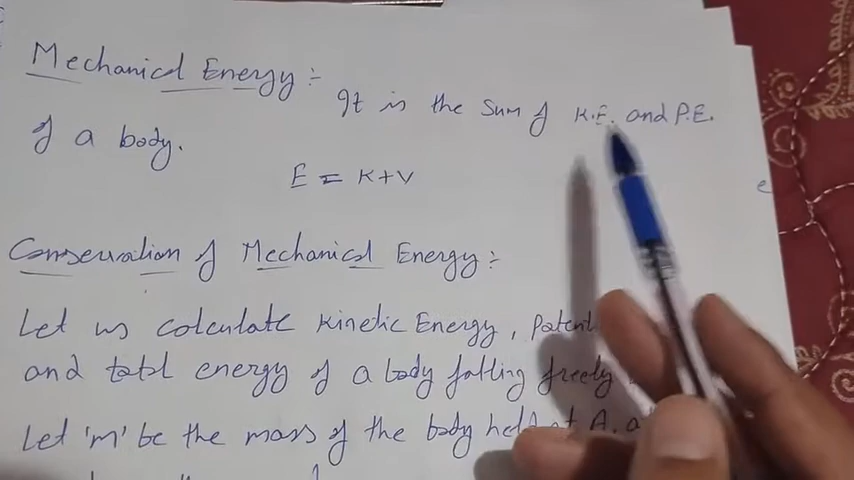 Mechanical Energy :-
It is the sum of K.E. and P.E.
of a body.
E = K+V
Conservation of Mechanical Energy :-
Let us calculate Kinetic Energy,
and total energy of a body falling freely
Let 'm' be the mass of the body held at A.